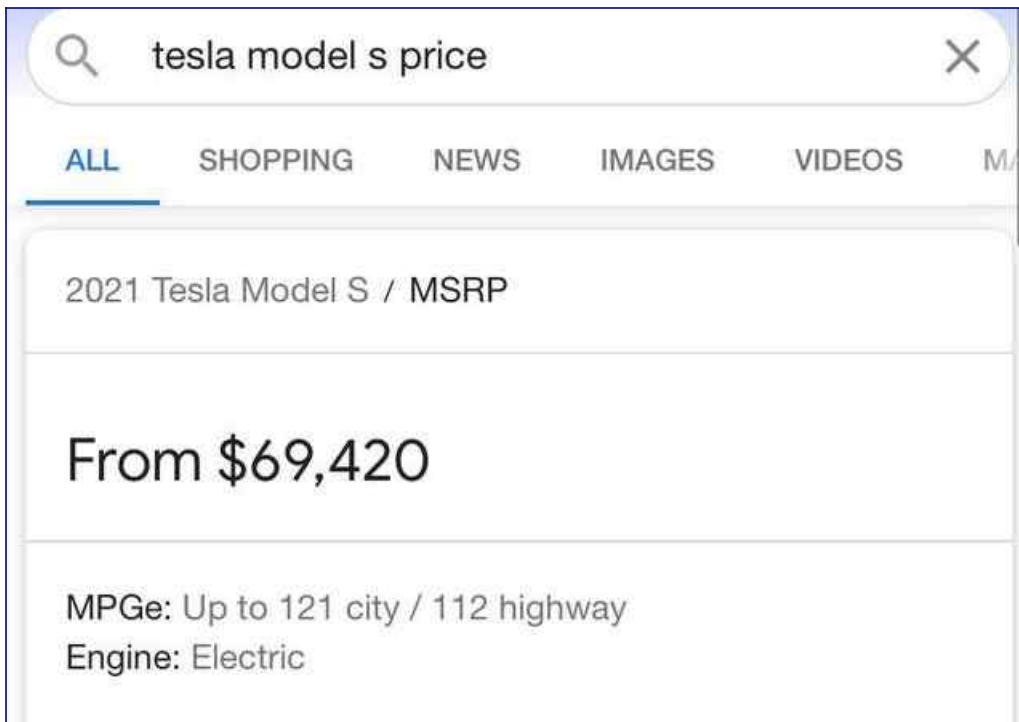 tesla model s price
ALL SHOPPING NEWS IMAGES VIDEOS
2021 Tesla Model S / MSRP
From $69,420
MPGe: Up to 121 city / 112 highway
Engine: Electric